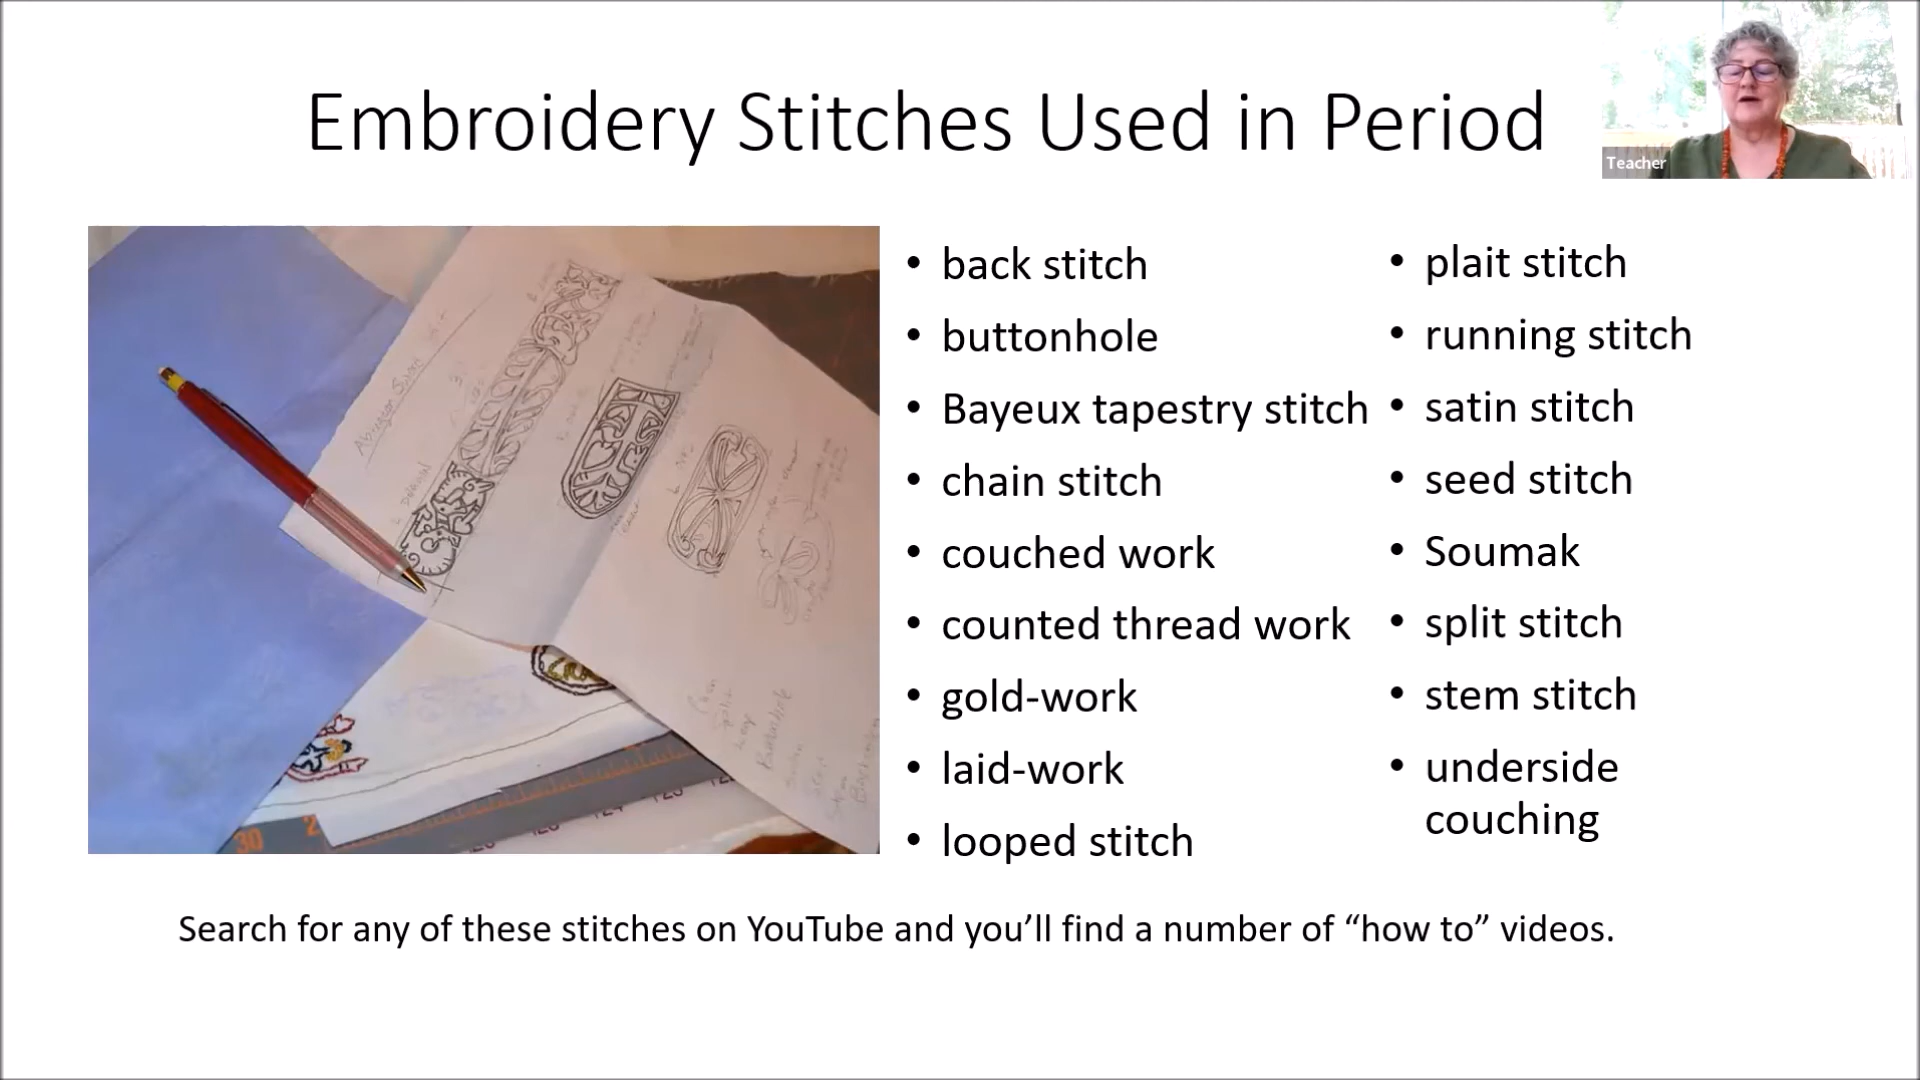 Embroidery Stitches Used in Period
Teacher
• back stitch
• buttonhole
• Bayeux tapestry stitch
• chain stitch
• couched work
• counted thread work
• gold-work
• laid-work
• looped stitch
• plait stitch
• running stitch
• satin stitch
• seed stitch
• Soumak
• split stitch
• stem stitch
• underside
couching
30
Search for any of these stitches on YouTube and you’ll find a number of “how to” videos.